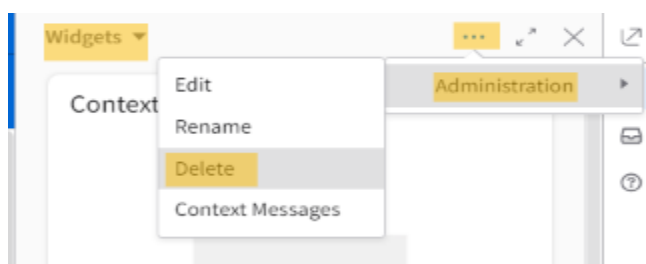 Widgets
Edit
Administration
Context
Rename
Delete
Context Messages